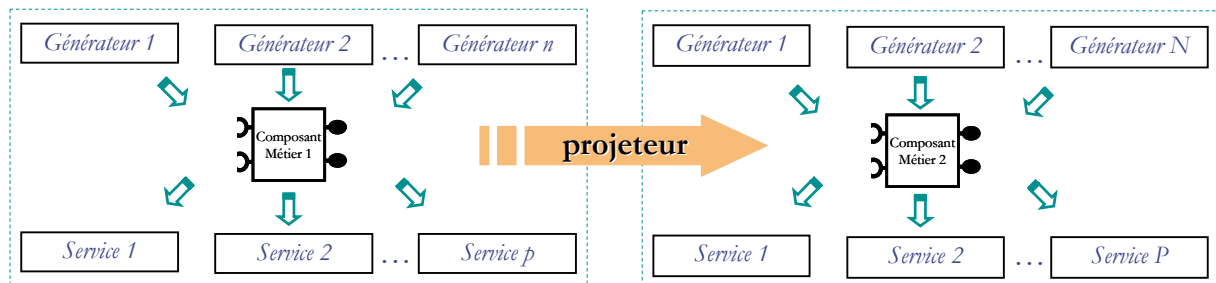 Générateur 1
Générateur 2
...
Générateur n
Composant
Métier 1
Service 1
Service 2
...
Service p
projeteur
Générateur 1
Générateur 2
...
Générateur N
Composant
Métier 2
Service 1
Service 2
...
Service P